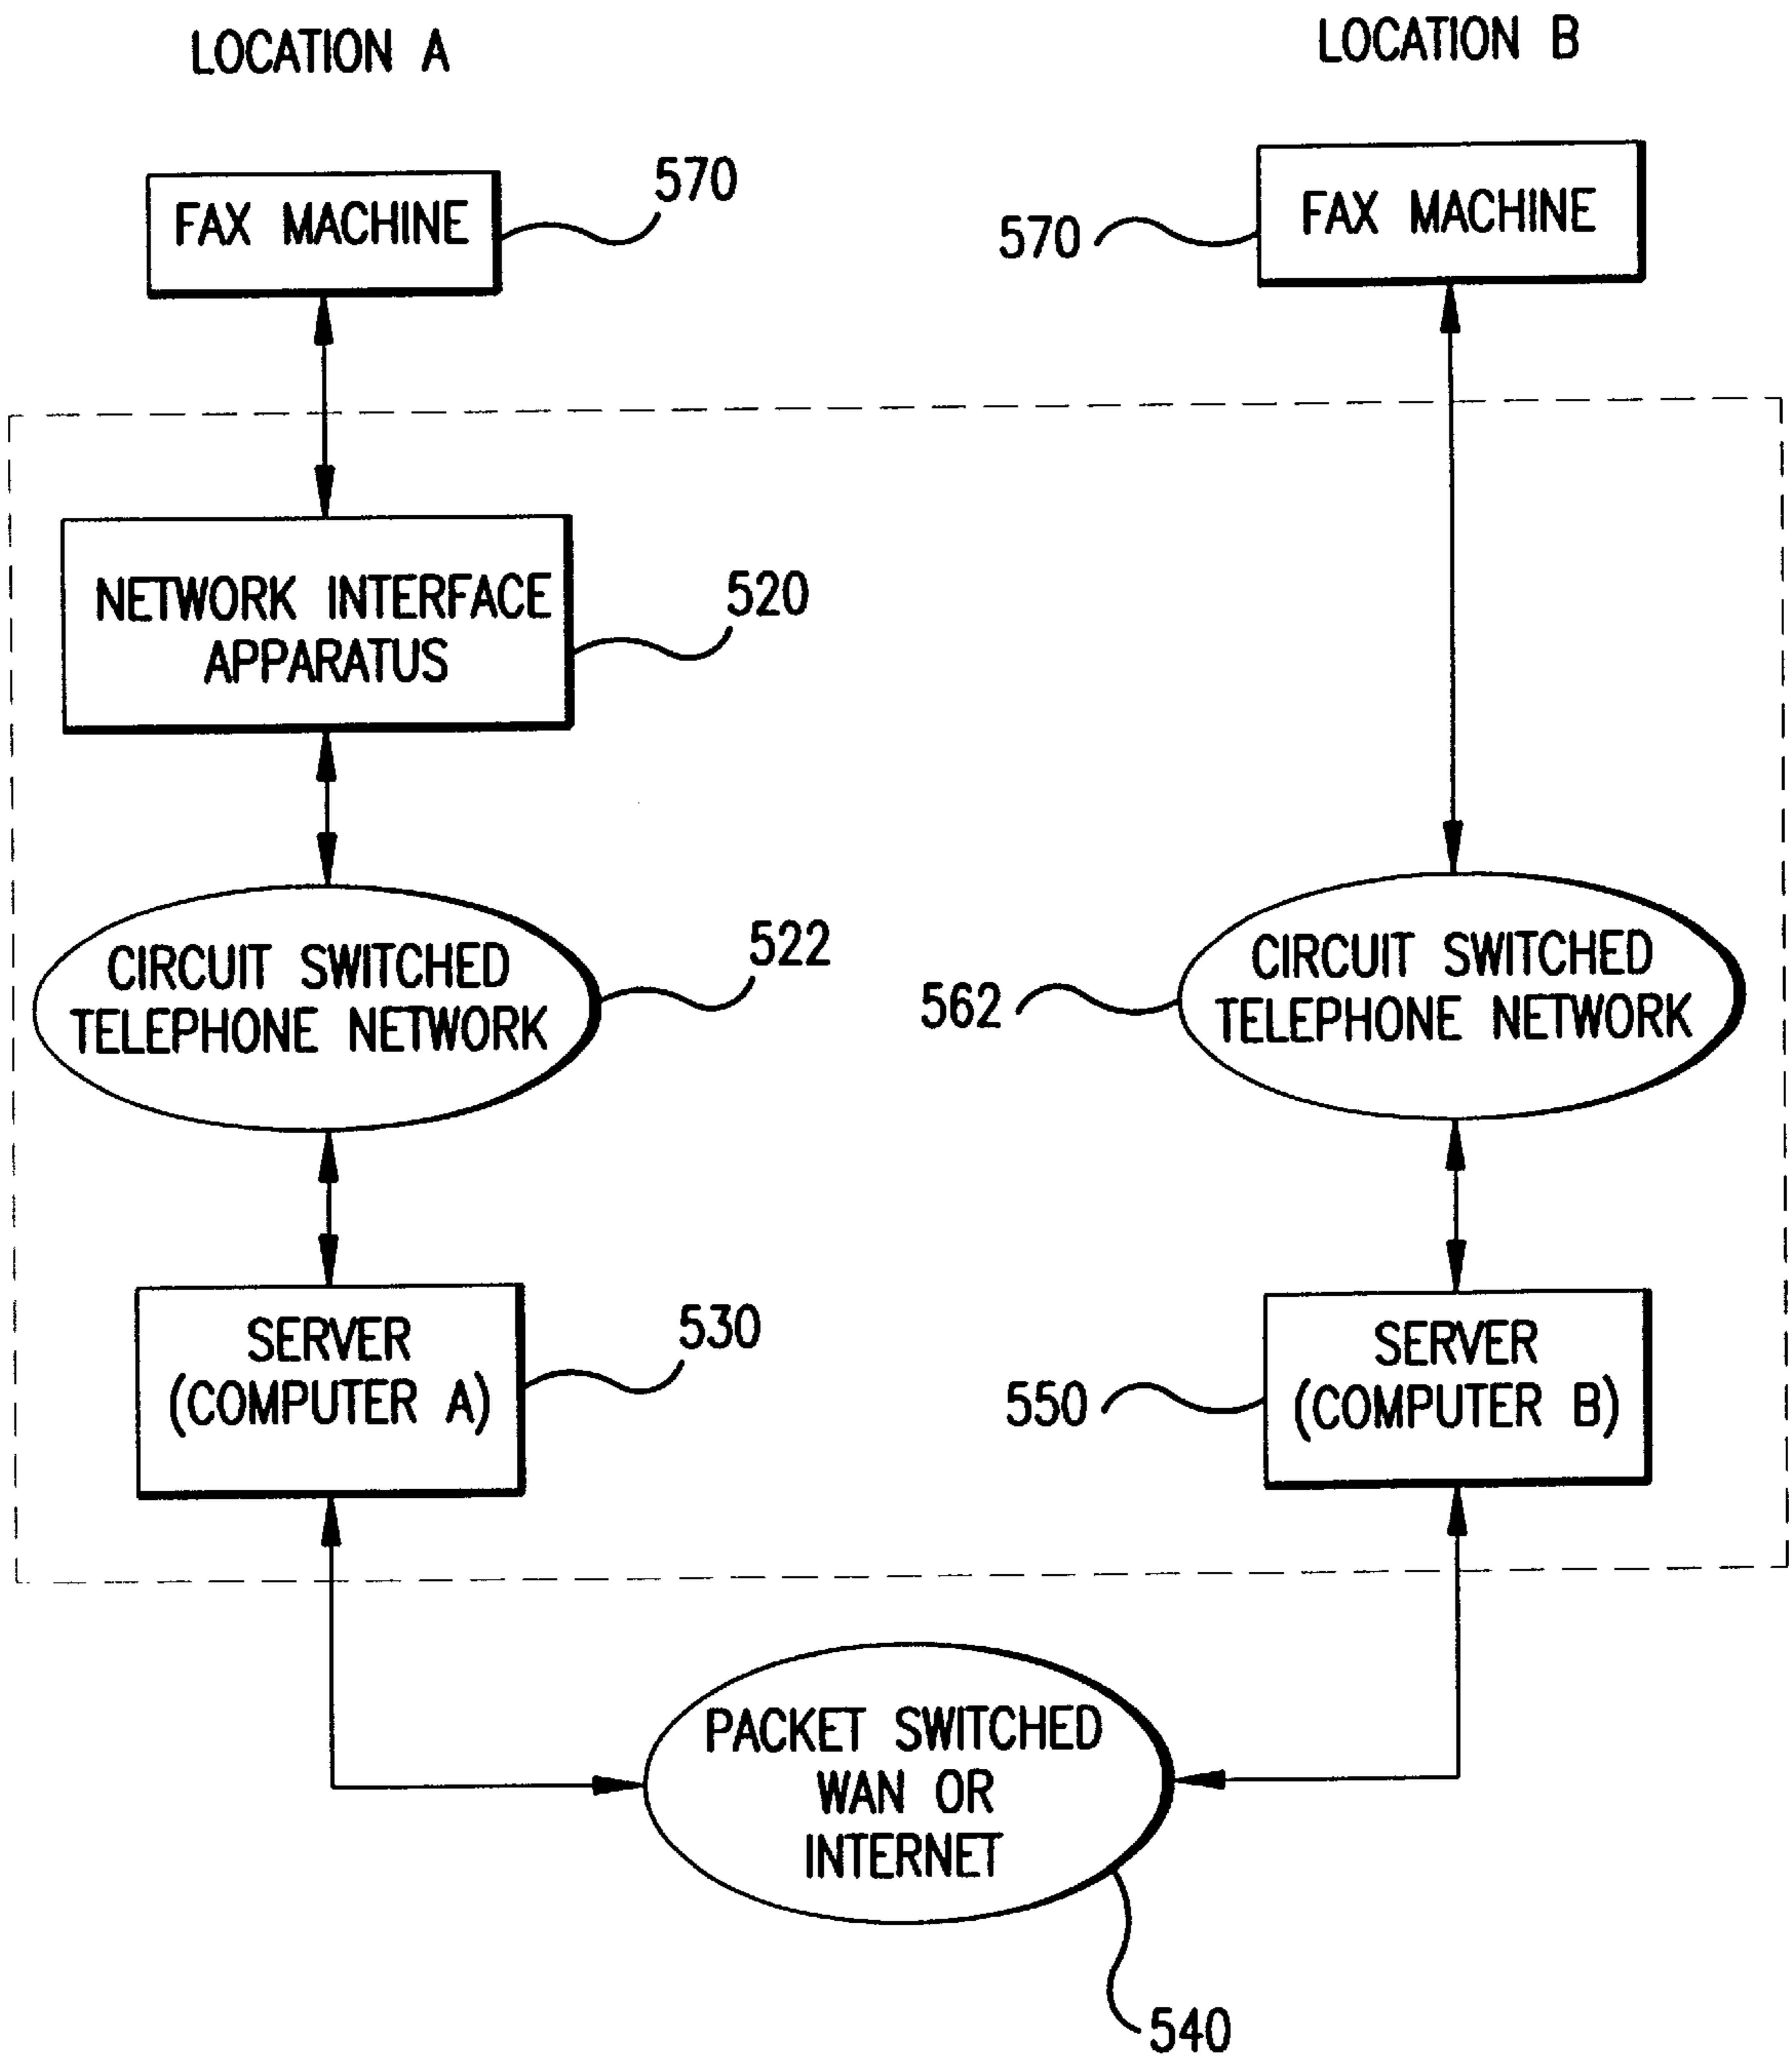 LOCATION A
LOCATION B
FAX MACHINE
570
570
FAX MACHINE
NETWORK INTERFACE
APPARATUS
520
CIRCUIT SWITCHED
TELEPHONE NETWORK
522
562
CIRCUIT SWITCHED
TELEPHONE NETWORK
SERVER
(COMPUTER A)
530
550
SERVER
(COMPUTER B)
PACKET SWITCHED
WAN OR
INTERNET
540